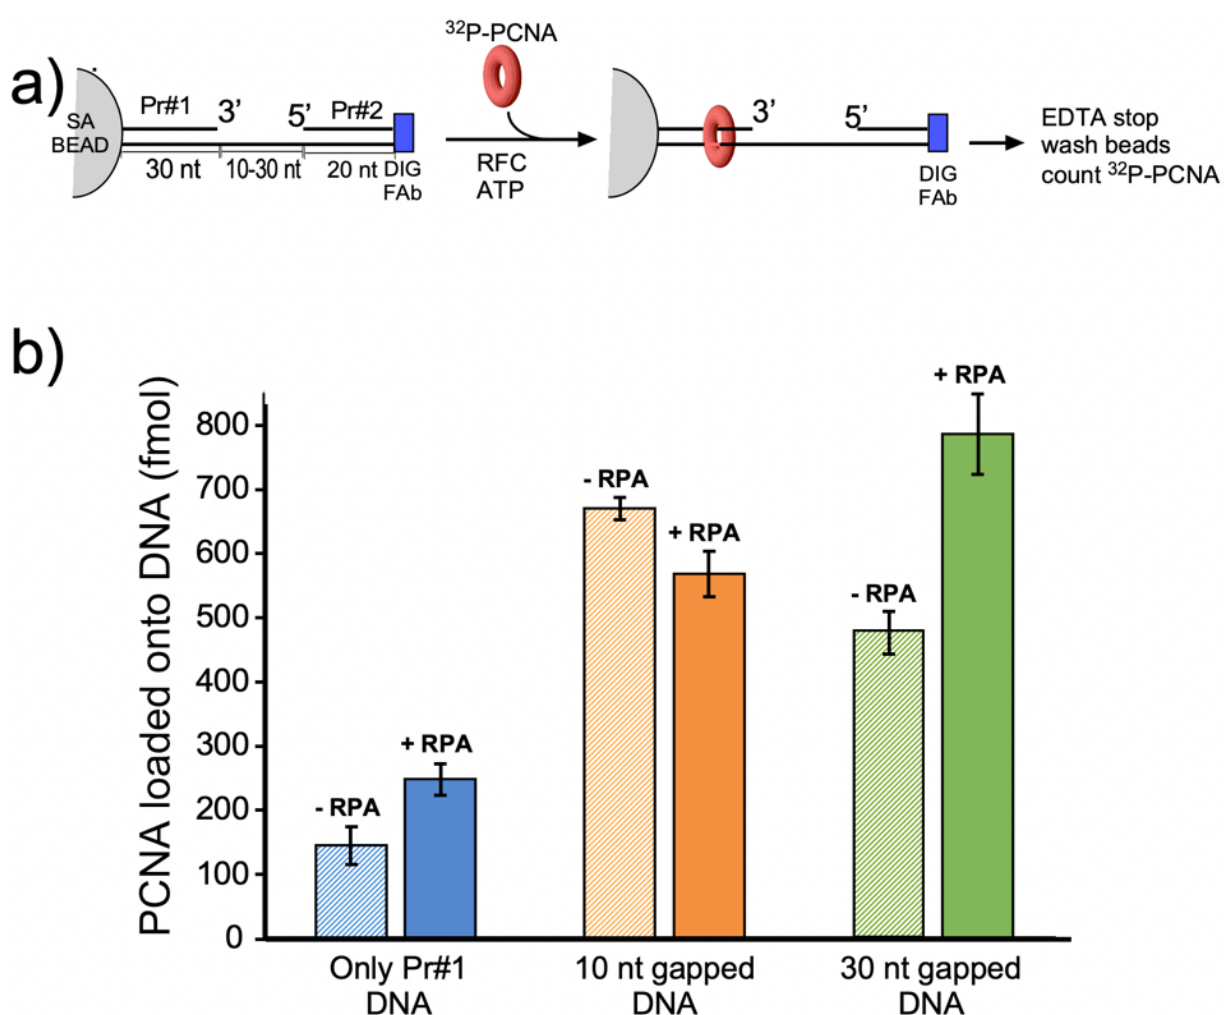 a)
³²P-PCNA
SA
BEAD
Pr#1
3’
5’
Pr#2
30 nt
10-30 nt
20 nt
DIG
FAb
RFC
ATP
3’
5’
DIG
FAb
EDTA stop
wash beads
count ³²P-PCNA
b)
PCNA loaded onto DNA (fmol)
800
700
600
500
400
300
200
100
0
- RPA
+ RPA
- RPA
+ RPA
- RPA
+ RPA
Only Pr#1
DNA
10 nt gapped
DNA
30 nt gapped
DNA